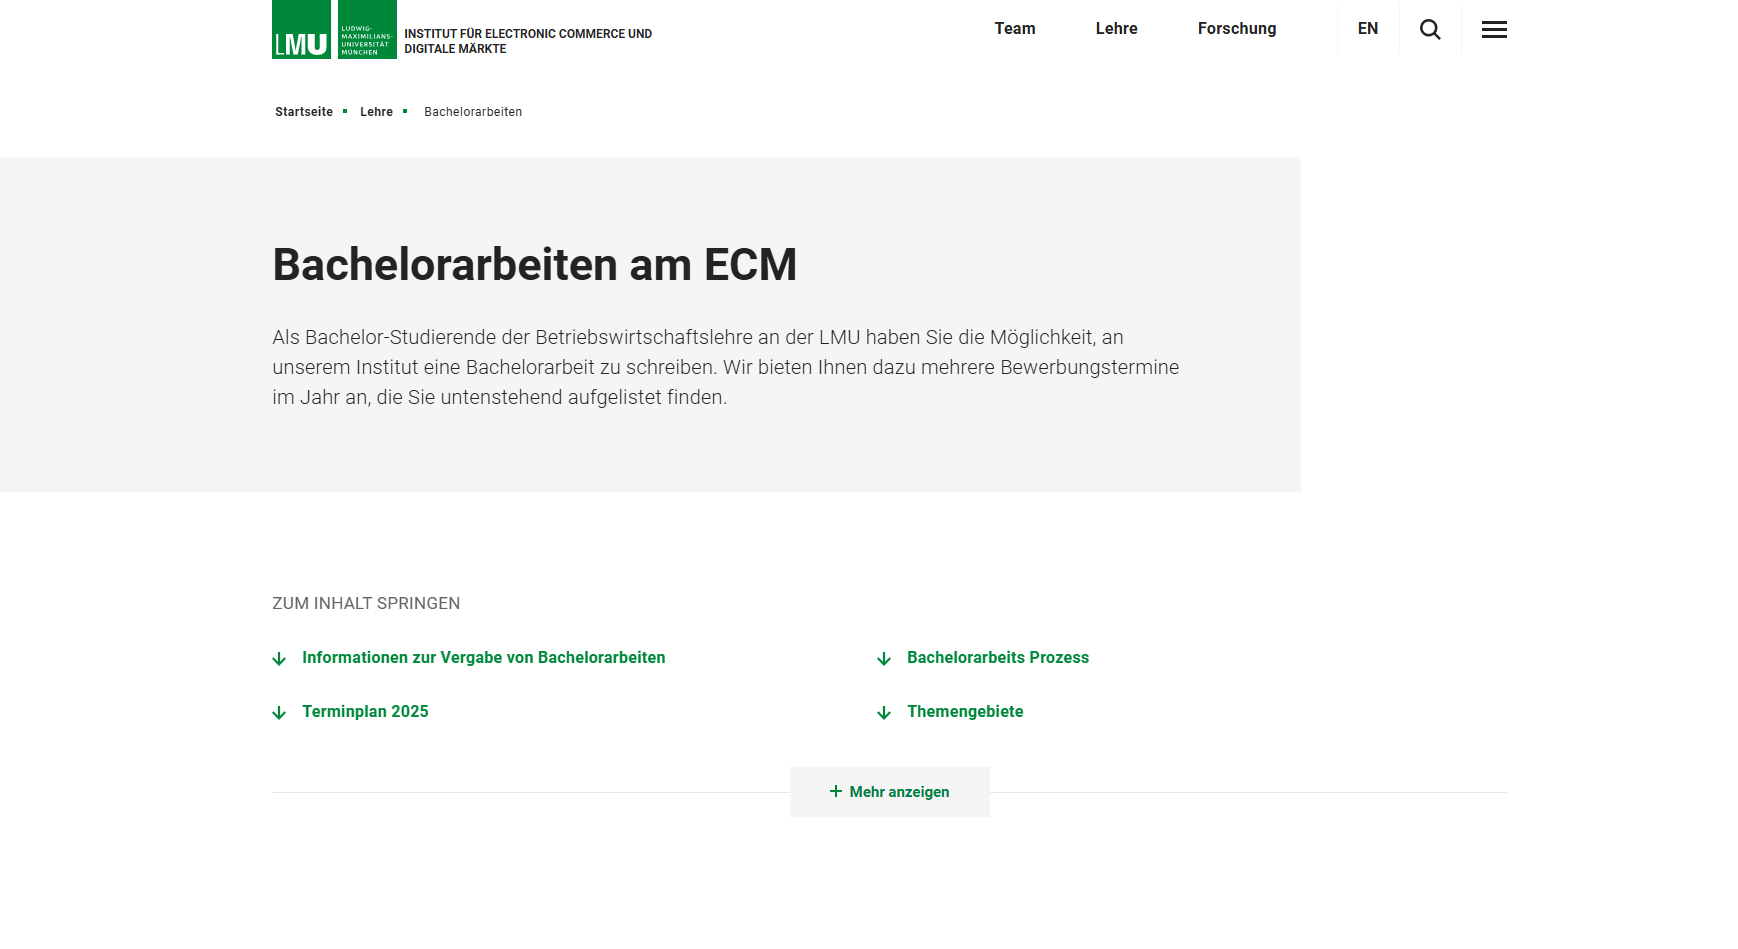 LMU
LUDWIG-
MAXIMILIANS-
UNIVERSITÄT
MÜNCHEN
INSTITUT FÜR ELECTRONIC COMMERCE UND
DIGITALE MÄRKTE
Team
Lehre
Forschung
EN
Startseite
Lehre
Bachelorarbeiten
Bachelorarbeiten am ECM
Als Bachelor-Studierende der Betriebswirtschaftslehre an der LMU haben Sie die Möglichkeit, an
unserem Institut eine Bachelorarbeit zu schreiben. Wir bieten Ihnen dazu mehrere Bewerbungstermine
im Jahr an, die Sie untenstehend aufgelistet finden.
ZUM INHALT SPRINGEN
Informationen zur Vergabe von Bachelorarbeiten
Bachelorarbeits Prozess
Terminplan 2025
Themengebiete
Mehr anzeigen